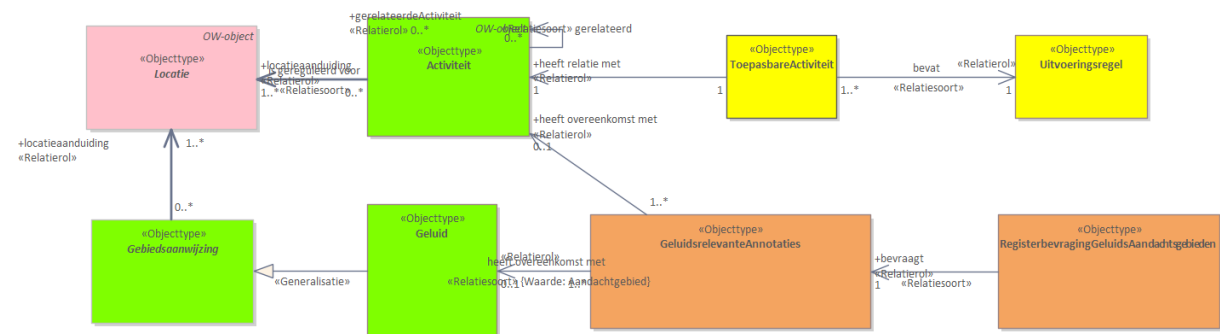 OW-object
«Objecttype»
Locatie
+gerelateerdeActiviteit
«Relatierol» 0..*
OW-object
«Relatiesoort» gerelateerd
0..*
«Objecttype»
Activiteit
+locatieaanduiding
is gereguleerd voor
«Relatierol»
1..*
«Relatiesoort»
0..*
+heeft relatie met
«Relatierol»
1
1
«Objecttype»
ToepasbareActiviteit
bevat
«Relatierol»
1..*
«Relatiesoort»
1
«Objecttype»
Uitvoeringsregel
+heeft overeenkomst met
«Relatierol»
0..1
1..*
+locatieaanduiding
«Relatierol»
1..*
0..*
«Objecttype»
Gebiedsaanwijzing
«Generalisatie»
«Objecttype»
Geluid
«Relatierol»
heeft overeenkomst met
«Relatiesoort» {Waarde: Aandachtgebied}
0..1
1..*
«Objecttype»
GeluidsrelevanteAnnotaties
+bevraagt
«Relatierol»
1
«Relatiesoort»
«Objecttype»
RegisterbevragingGeluidsAandachtsgebieden